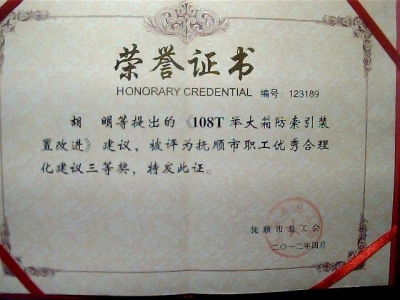 荣誉证书
HONORARY CREDENTIAL 编号：123189
胡 明等提出的《108T举大箱防索引装
置改进》建议，被评为抚顺市职工优秀合理
化建议三等奖，特发此证。
抚顺市总工会
二〇一二年四月